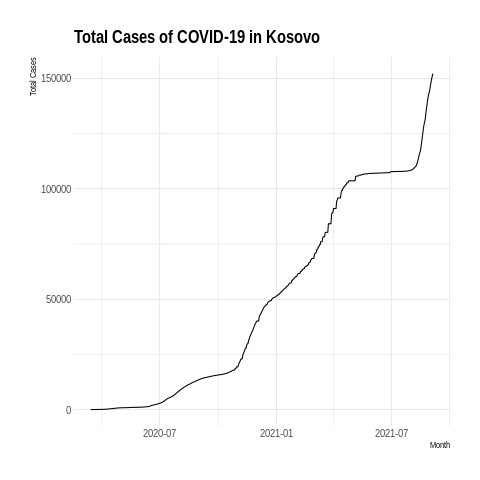 Total Cases of COVID-19 in Kosovo
Total Cases
150000
100000
50000
0
2020-07
2021-01
2021-07
Month